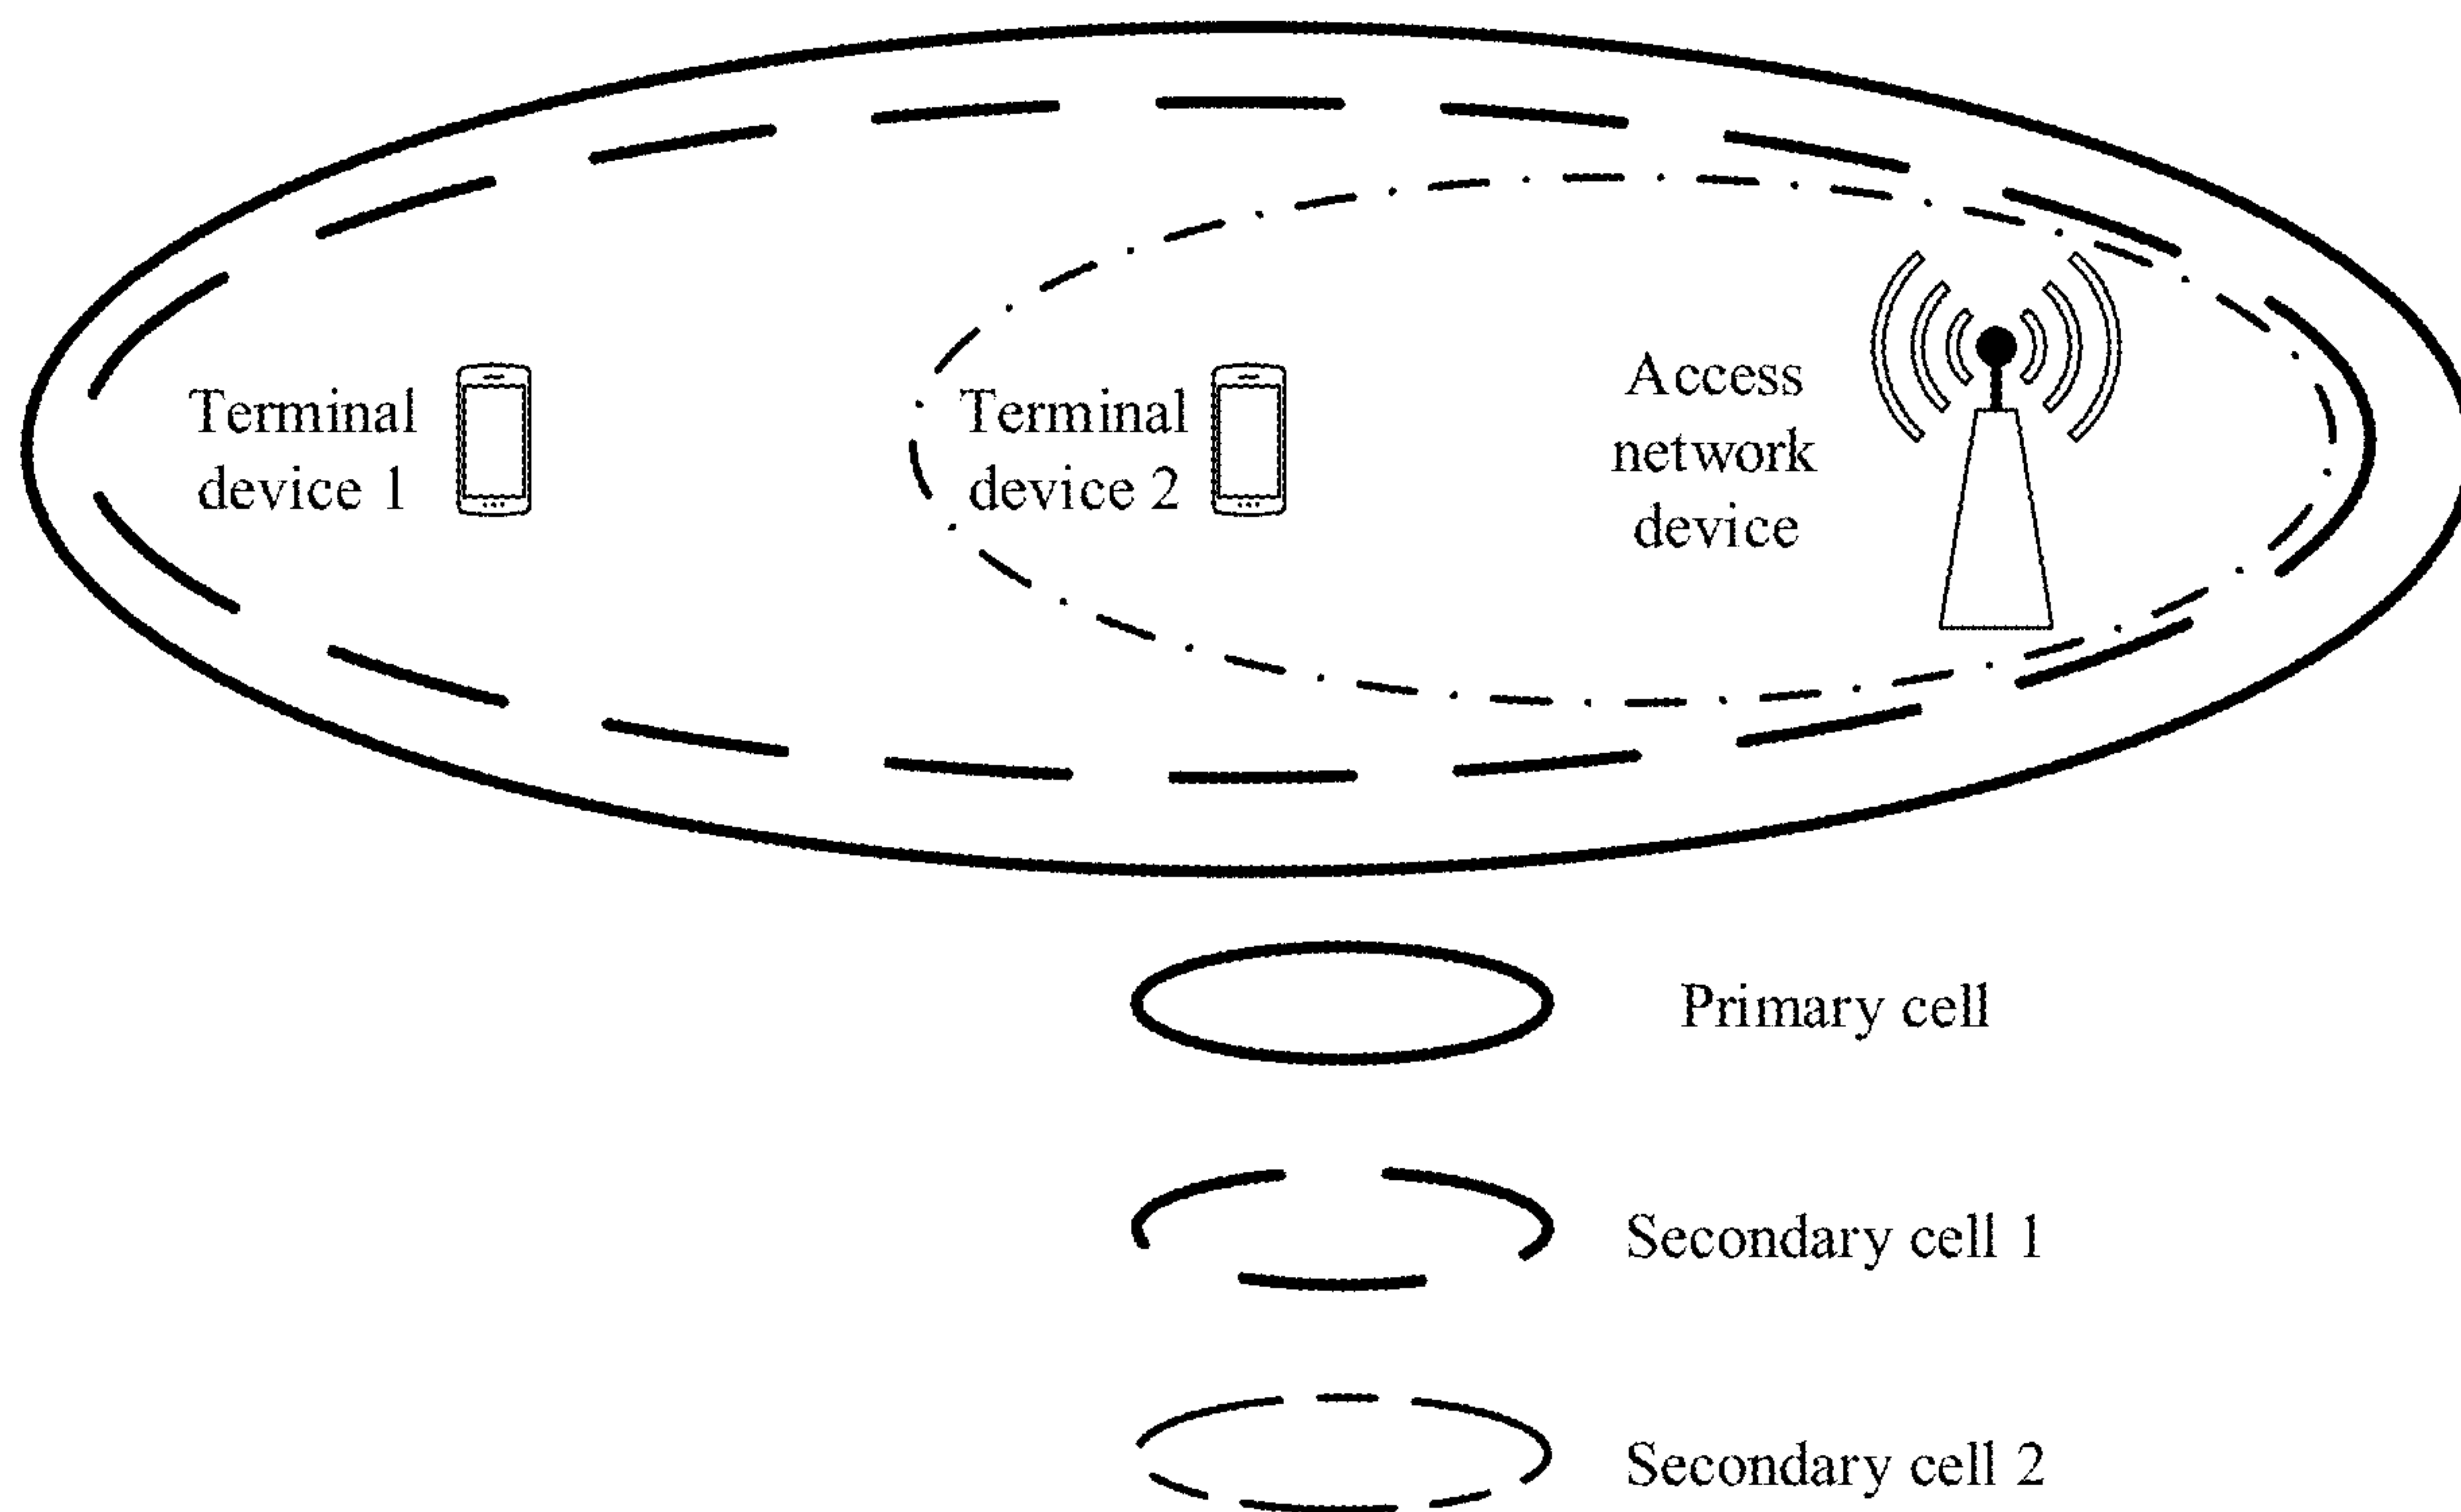 Terminal
device 1
Terminal
device 2
Access
network
device
Primary cell
Secondary cell 1
Secondary cell 2